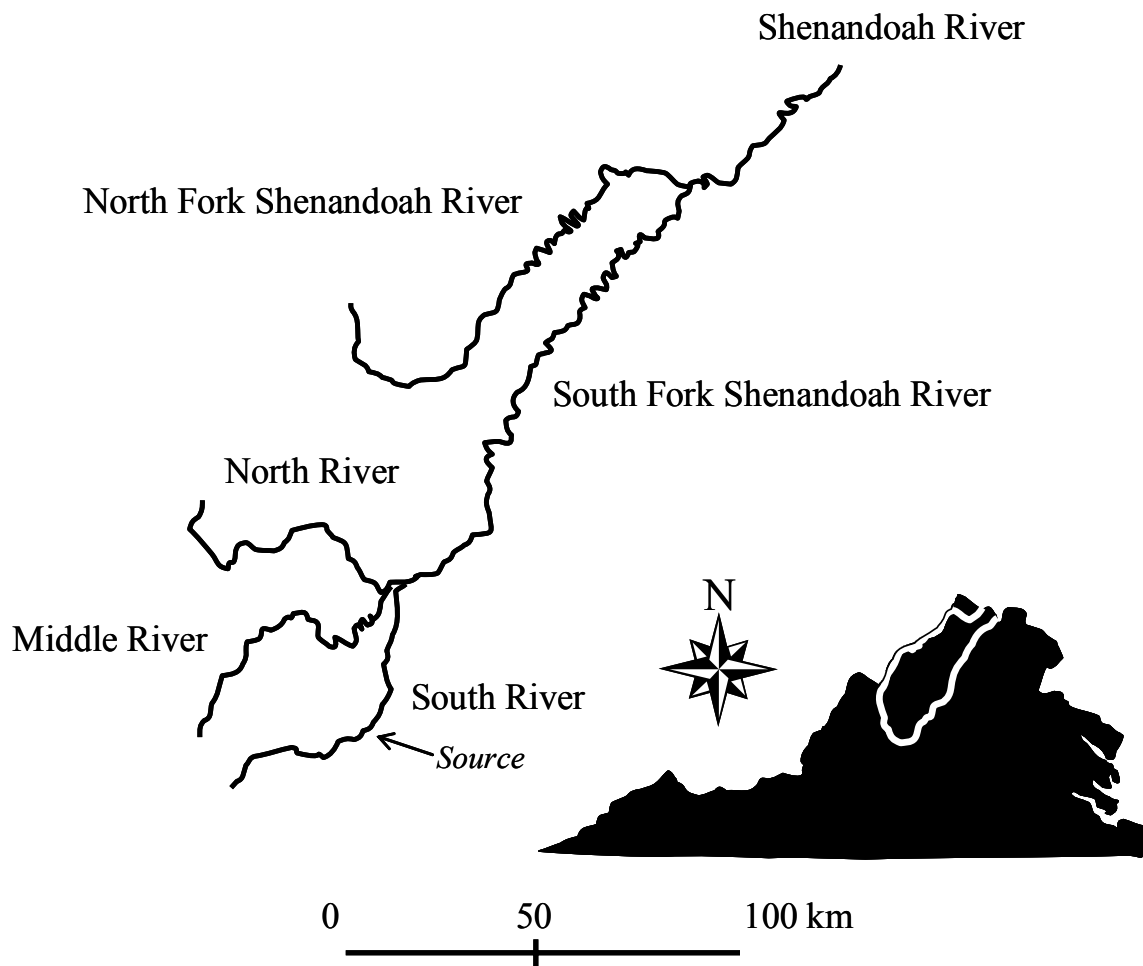 Shenandoah River
North Fork Shenandoah River
South Fork Shenandoah River
North River
Middle River
South River
Source
N
0 50 100 km